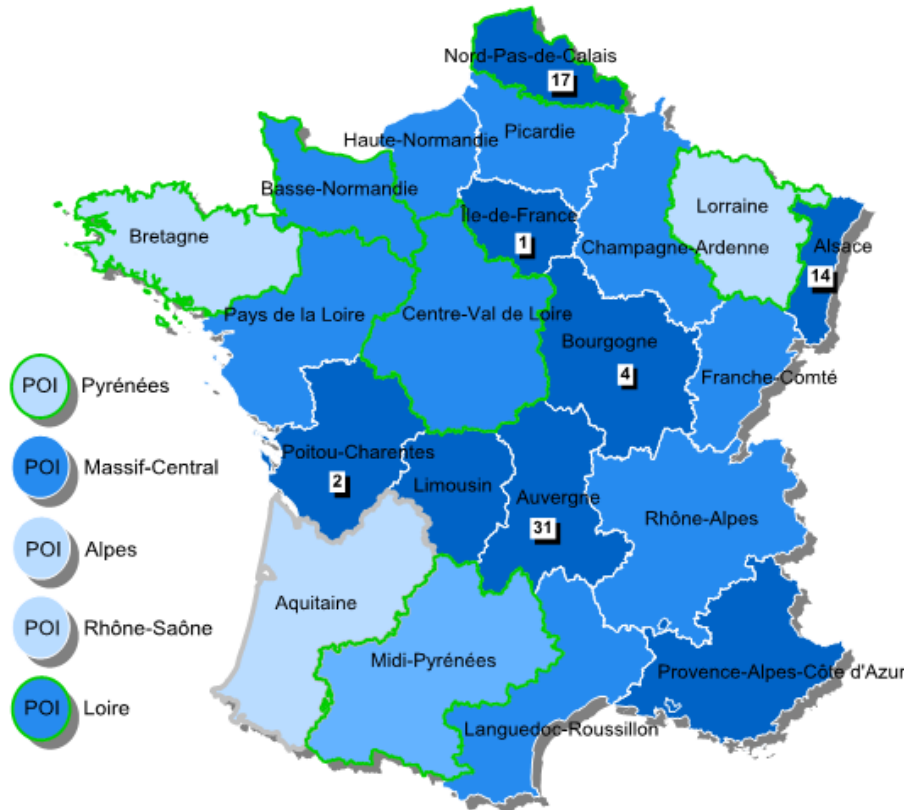 Nord-Pas-de-Calais
17
Haute-Normandie
Picardie
Basse-Normandie
Île-de-France
1
Lorraine
Bretagne
Champagne-Ardenne
Alsace
14
Pays de la Loire
Centre-Val de Loire
Bourgogne
4
Franche-Comté
POI Pyrénées
POI Massif-Central
Poitou-Charentes
2
Limousin
Auvergne
31
Rhône-Alpes
POI Alpes
Aquitaine
POI Rhône-Saône
Midi-Pyrénées
Provence-Alpes-Côte d'Azur
POI Loire
Languedoc-Roussillon